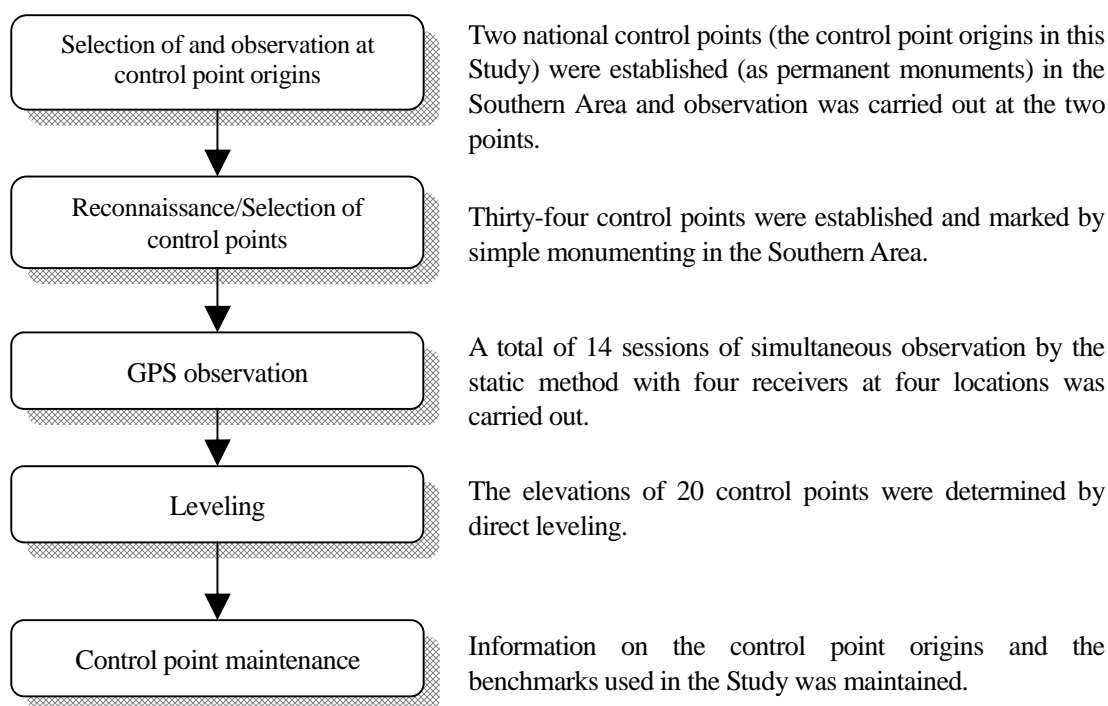 Selection of and observation at
control point origins
Two national control points (the control point origins in this
Study) were established (as permanent monuments) in the
Southern Area and observation was carried out at the two
points.
Reconnaissance/Selection of
control points
Thirty-four control points were established and marked by
simple monumenting in the Southern Area.
GPS observation
A total of 14 sessions of simultaneous observation by the
static method with four receivers at four locations was
carried out.
Leveling
The elevations of 20 control points were determined by
direct leveling.
Control point maintenance
Information on the control point origins and the
benchmarks used in the Study was maintained.